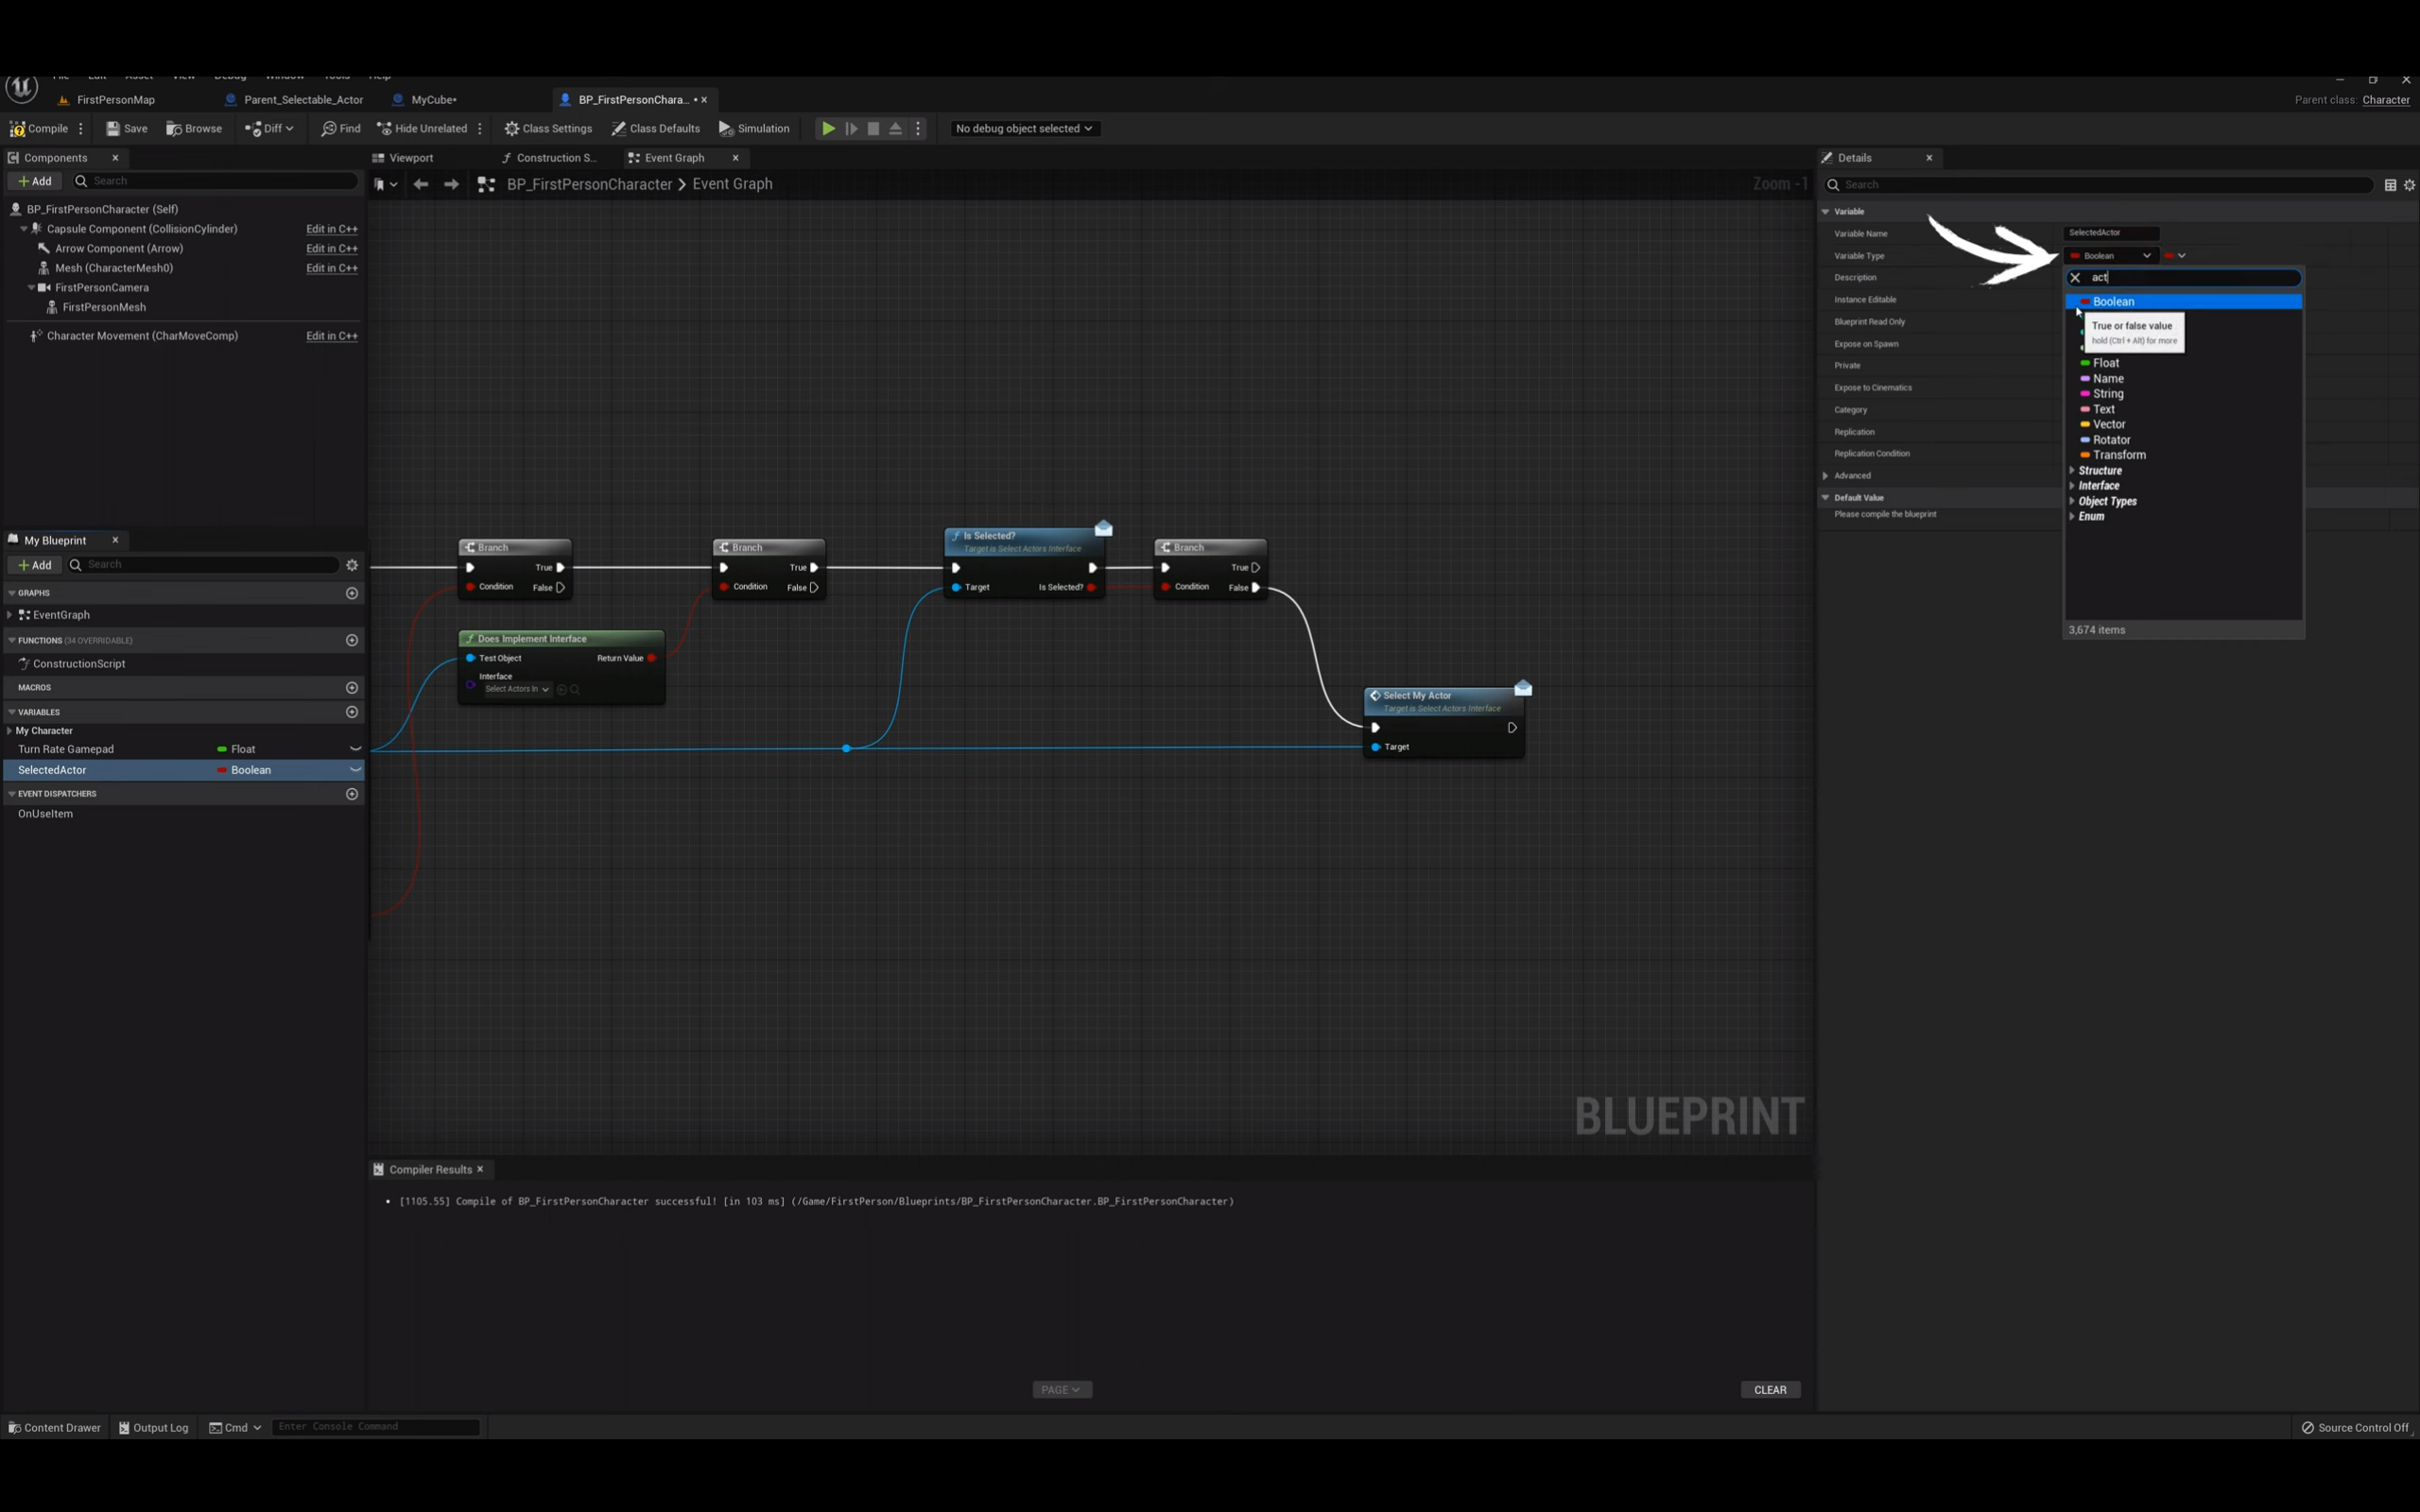 File Edit Asset View Debug Window Tools Help
FirstPersonMap
Parent_Selectable_Actor
MyCube•
BP_FirstPersonChara... •
Parent class: Character
Compile
Save
Browse
Diff
Find
Hide Unrelated
Class Settings
Class Defaults
Simulation
No debug object selected
Components
Add
Search
BP_FirstPersonCharacter (Self)
Capsule Component (CollisionCylinder) Edit in C++
Arrow Component (Arrow) Edit in C++
Mesh (CharacterMesh0) Edit in C++
FirstPersonCamera
FirstPersonMesh
Character Movement (CharMoveComp) Edit in C++
My Blueprint
Add
Search
GRAPHS
EventGraph
FUNCTIONS (34 OVERRIDABLE)
ConstructionScript
MACROS
VARIABLES
My Character
Turn Rate Gamepad Float
SelectedActor Boolean
EVENT DISPATCHERS
OnUseItem
Viewport
Construction S...
Event Graph
BP_FirstPersonCharacter > Event Graph
Zoom -1
Branch
True
Condition False
Does Implement Interface
Test Object Return Value
Interface
Select Actors In
Branch
True
Condition False
Is Selected?
Target is Select Actors Interface
Target Is Selected?
Branch
True
Condition False
Select My Actor
Target is Select Actors Interface
Target
BLUEPRINT
Compiler Results
[1105.55] Compile of BP_FirstPersonCharacter successful! [in 103 ms] (/Game/FirstPerson/Blueprints/BP_FirstPersonCharacter.BP_FirstPersonCharacter)
PAGE
CLEAR
Details
Search
Variable
Variable Name SelectedActor
Variable Type Boolean
Description
Instance Editable
Blueprint Read Only
Expose on Spawn
Private
Expose to Cinematics
Category
Replication
Replication Condition
Advanced
Default Value
Please compile the blueprint
act
Boolean
True or false value
hold (Ctrl + Alt) for more
Float
Name
String
Text
Vector
Rotator
Transform
Structure
Interface
Object Types
Enum
3,674 items
Content Drawer
Output Log
Cmd
Enter Console Command
Source Control Off